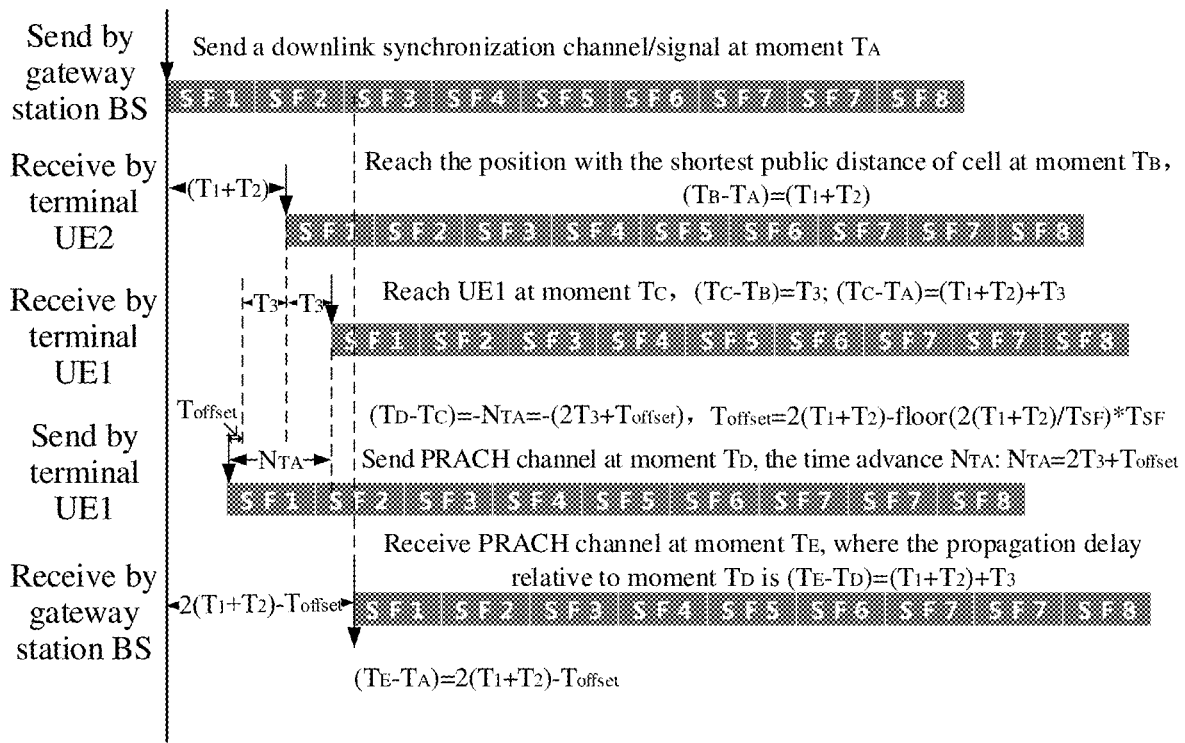 Send by
gateway
station BS
Send a downlink synchronization channel/signal at moment TA
SF1 SF2 SF3 SF4 SF5 SF6 SF7 SF7 SF8
Receive by
terminal
UE2
Reach the position with the shortest public distance of cell at moment TB,
(TB-TA)=(T1+T2)
(T1+T2)
SF1 SF2 SF3 SF4 SF5 SF6 SF7 SF7 SF8
Receive by
terminal
UE1
T3 T3
Reach UE1 at moment TC, (TC-TB)=T3; (TC-TA)=(T1+T2)+T3
SF1 SF2 SF3 SF4 SF5 SF6 SF7 SF7 SF8
Send by
terminal
UE1
Toffset
(TD-TC)=-NTA=-(2T3+Toffset), Toffset=2(T1+T2)-floor(2(T1+T2)/TSF)*TSF
NTA
Send PRACH channel at moment TD, the time advance NTA: NTA=2T3+Toffset
SF1 SF2 SF3 SF4 SF5 SF6 SF7 SF7 SF8
Receive by
gateway
station BS
Receive PRACH channel at moment TE, where the propagation delay
relative to moment TD is (TE-TD)=(T1+T2)+T3
2(T1+T2)-Toffset
SF1 SF2 SF3 SF4 SF5 SF6 SF7 SF7 SF8
(TE-TA)=2(T1+T2)-Toffset